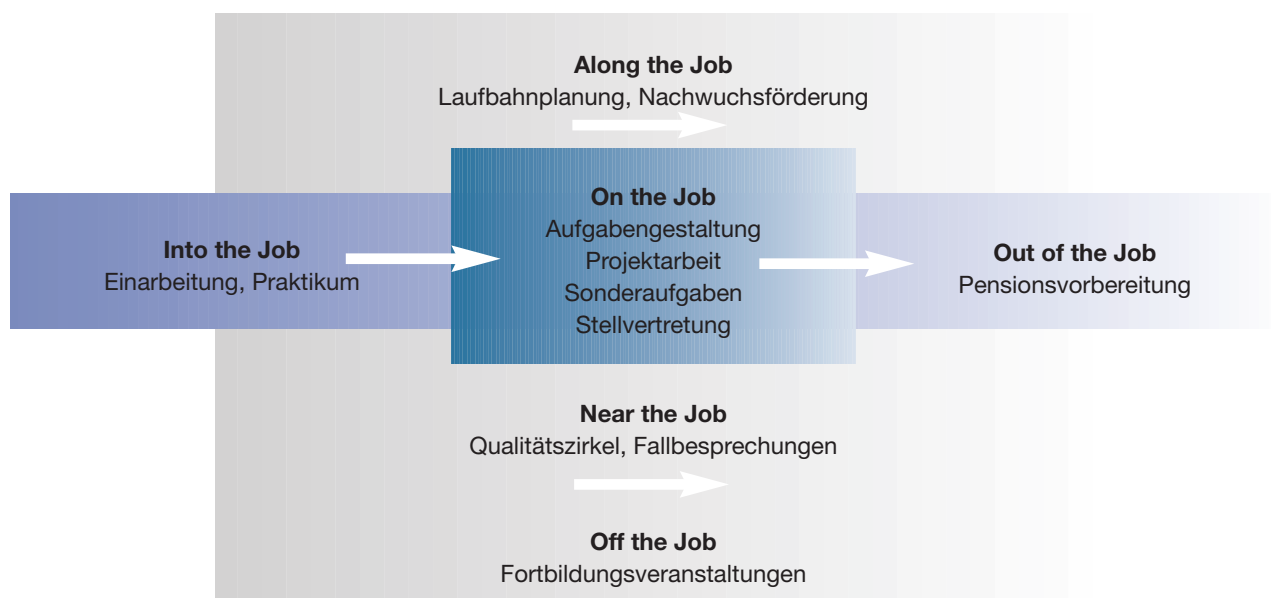 Along the Job
Laufbahnplanung, Nachwuchsförderung
Into the Job
Einarbeitung, Praktikum
On the Job
Aufgabengestaltung
Projektarbeit
Sonderaufgaben
Stellvertretung
Out of the Job
Pensionsvorbereitung
Near the Job
Qualitätszirkel, Fallbesprechungen
Off the Job
Fortbildungsveranstaltungen